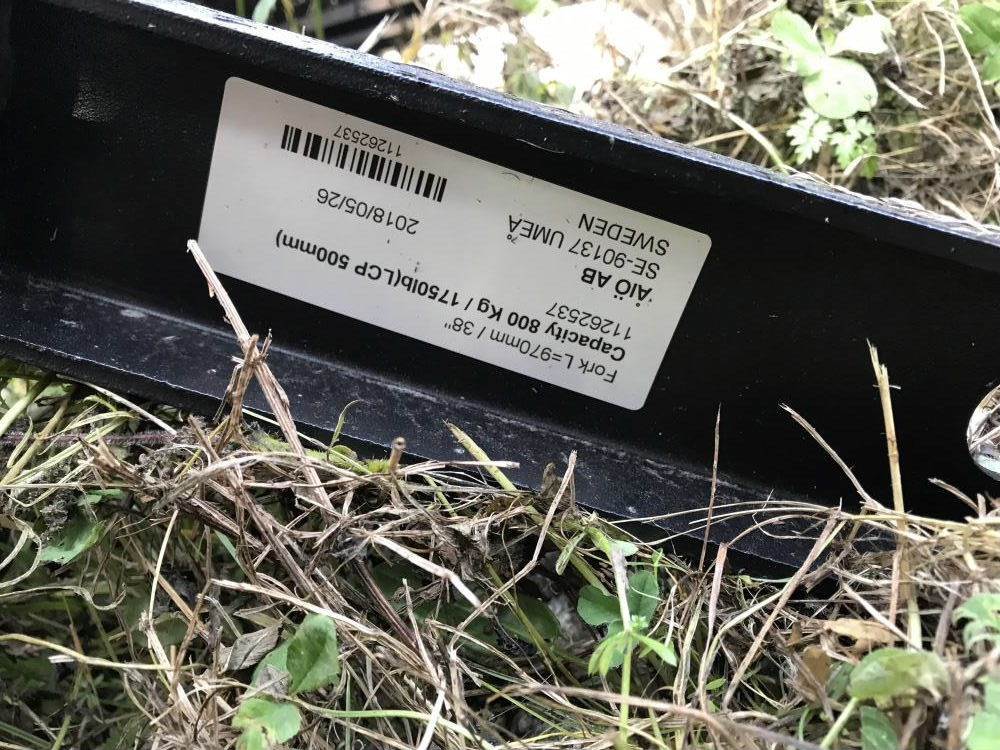 Fork L=970mm / 38"
Capacity 800 Kg / 1750lb(LCP 500mm)
11262537
ÅlÖ AB
SE-90137 UMEÅ
SWEDEN
2018/05/26
11262537